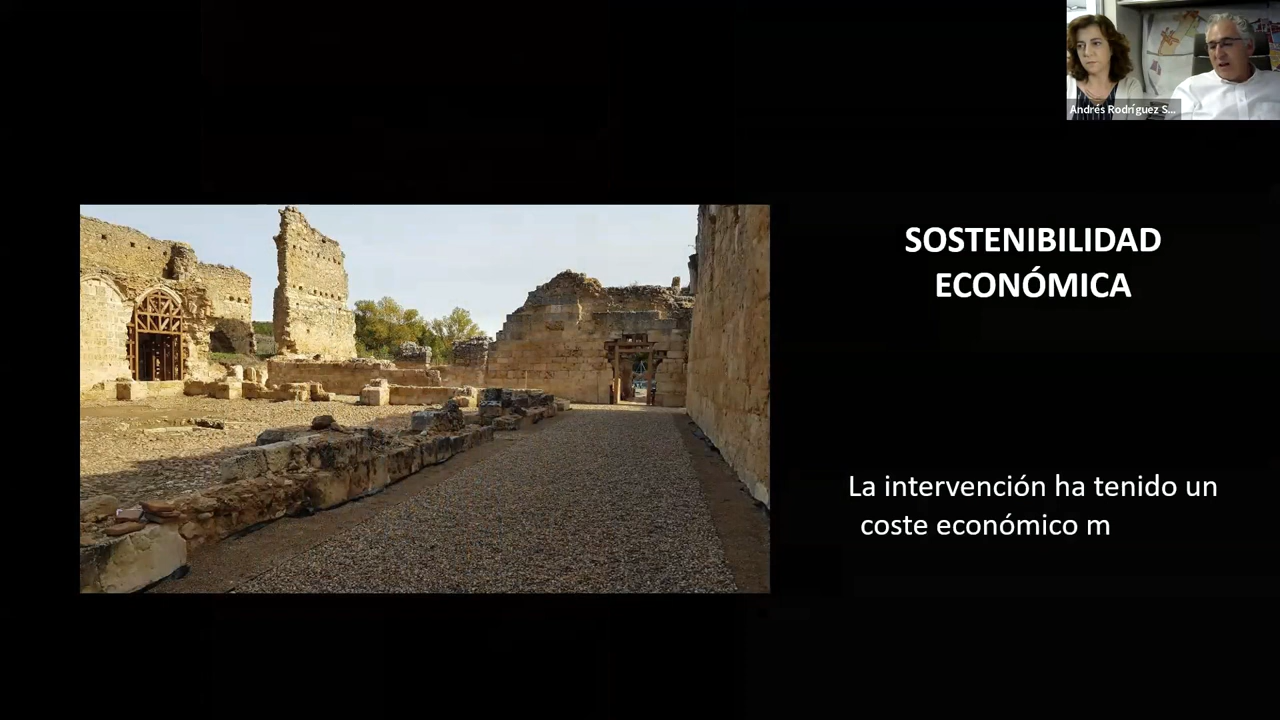 Andrés Rodríguez S...
SOSTENIBILIDAD
ECONÓMICA
La intervención ha tenido un
coste económico m